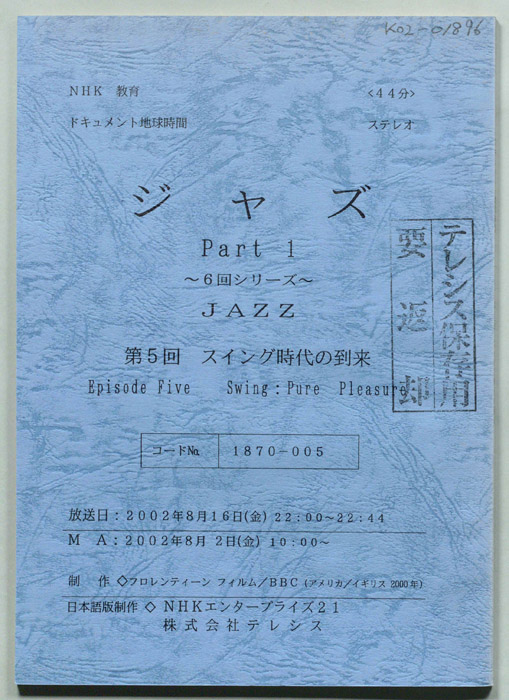 K02-01896
NHK 教育 <44分>
ドキュメント地球時間 ステレオ
ジャズ
Part 1
～6回シリーズ～
JAZZ
第5回 スイング時代の到来
Episode Five Swing:Pure Pleasure
テレシス保存用
要返却
コード№ 1870-005
放送日:2002年8月16日(金) 22:00～22:44
M A:2002年8月 2日(金) 10:00～
制 作 ◇フロレンティーン フィルム/BBC (アメリカ/イギリス 2000年)
日本語版制作 ◇ NHKエンタープライズ21
株式会社テレシス